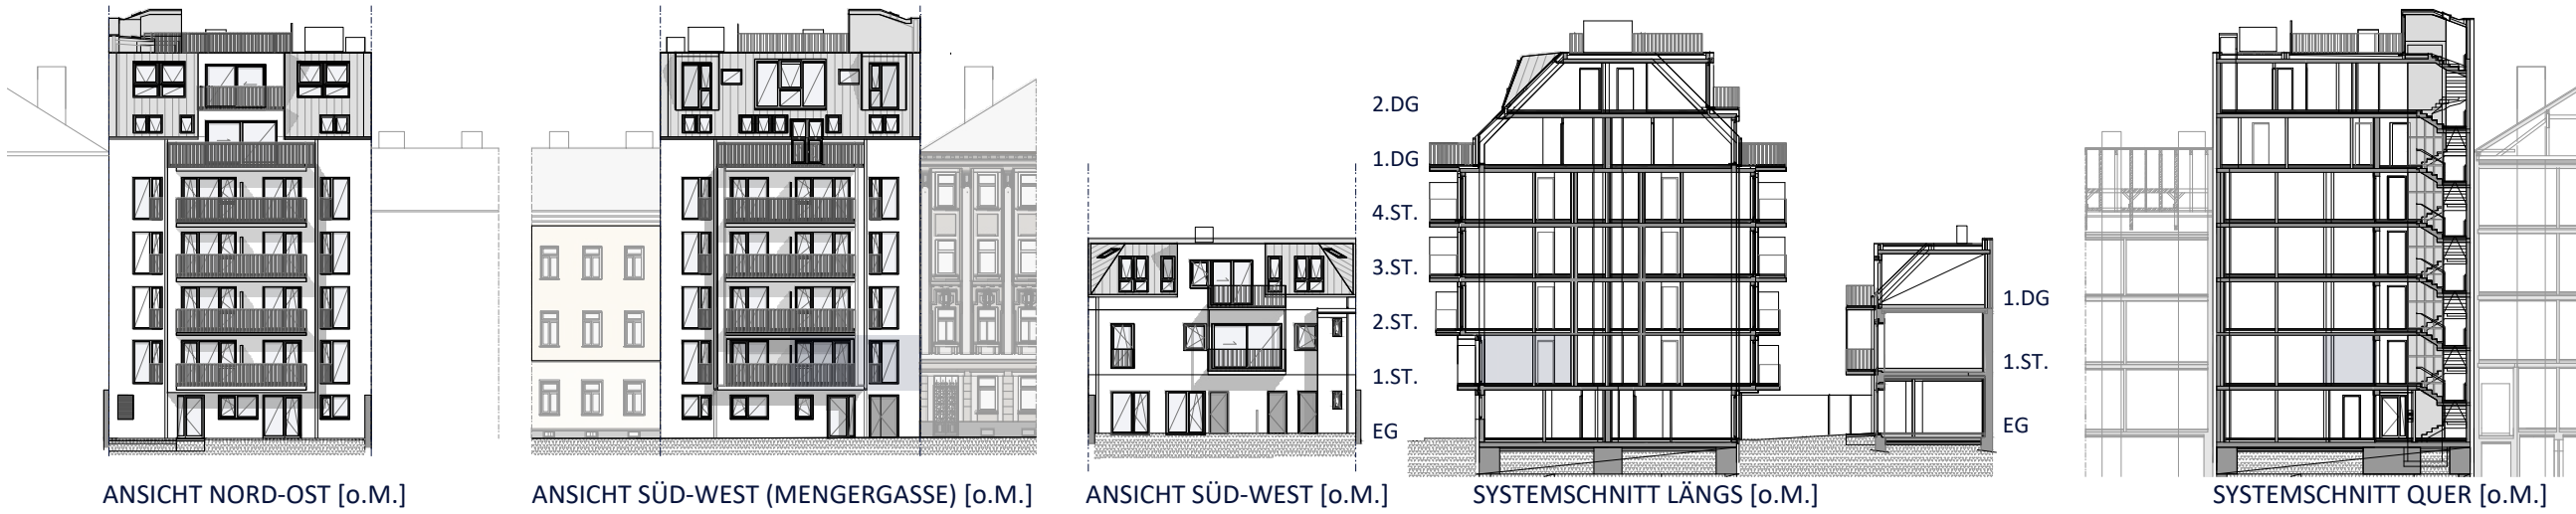 2.DG
1.DG
4.ST.
3.ST.
2.ST.
1.ST.
EG
1.DG
1.ST.
EG
ANSICHT NORD-OST [o.M.]
ANSICHT SÜD-WEST (MENGERGASSE) [o.M.]
ANSICHT SÜD-WEST [o.M.]
SYSTEMSCHNITT LÄNGS [o.M.]
SYSTEMSCHNITT QUER [o.M.]